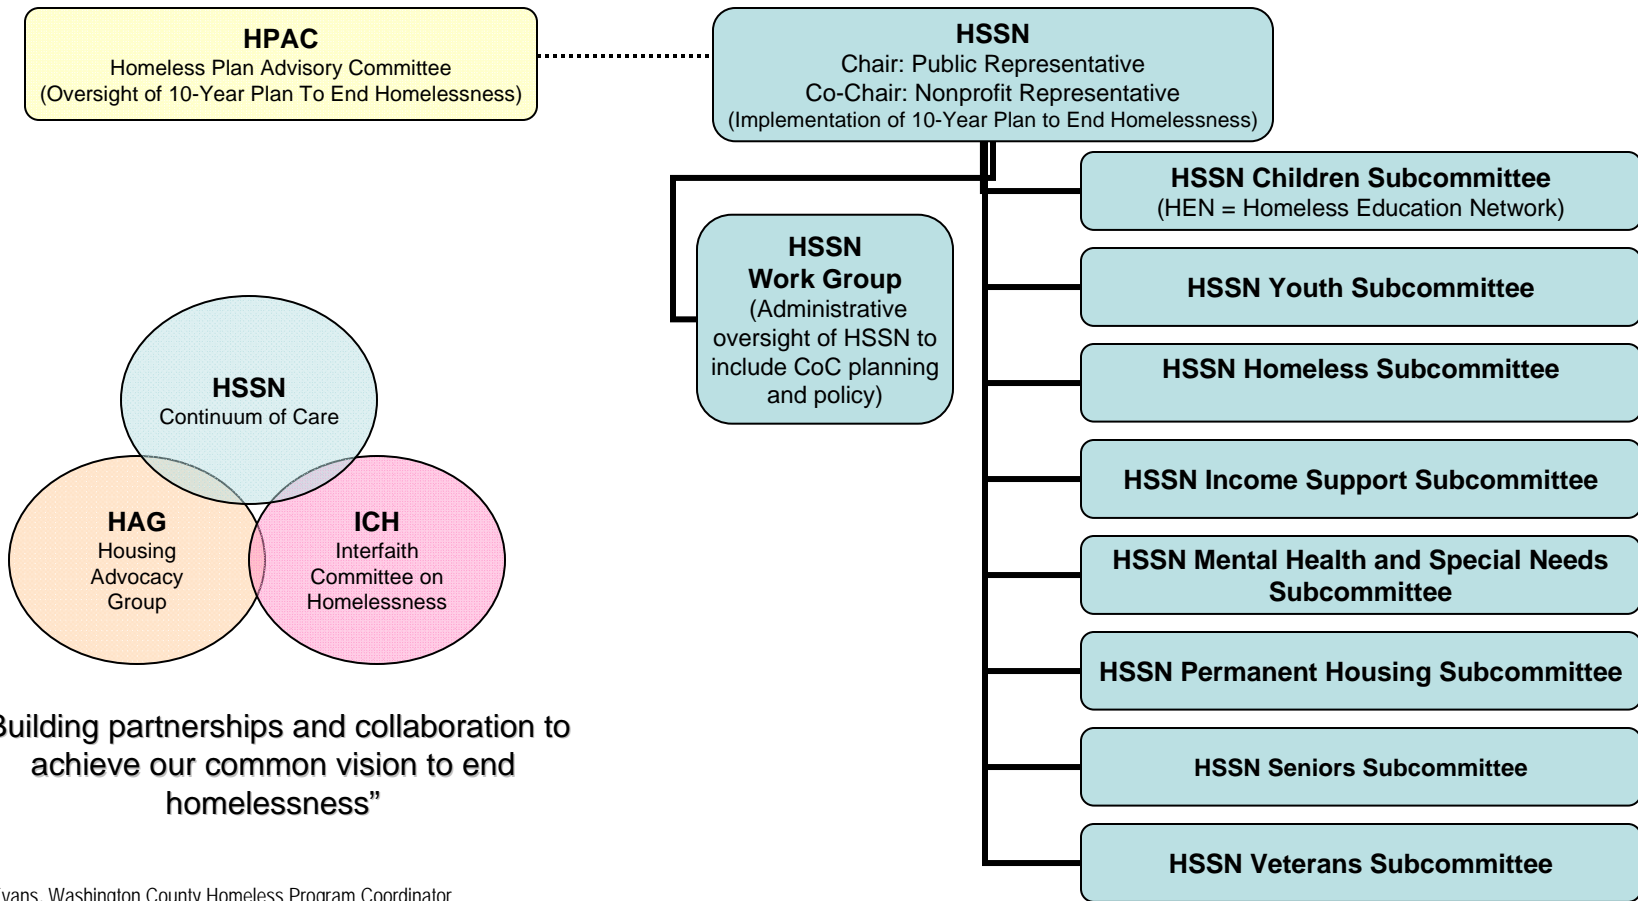 HPAC
Homeless Plan Advisory Committee
(Oversight of 10-Year Plan To End Homelessness)
HSSN
Chair: Public Representative
Co-Chair: Nonprofit Representative
(Implementation of 10-Year Plan to End Homelessness)
HSSN
Work Group
(Administrative
oversight of HSSN to
include CoC planning
and policy)
HSSN Children Subcommittee
(HEN = Homeless Education Network)
HSSN Youth Subcommittee
HSSN Homeless Subcommittee
HSSN Income Support Subcommittee
HSSN Mental Health and Special Needs
Subcommittee
HSSN Permanent Housing Subcommittee
HSSN Seniors Subcommittee
HSSN Veterans Subcommittee
HSSN
Continuum of Care
HAG
Housing
Advocacy
Group
ICH
Interfaith
Committee on
Homelessness
Building partnerships and collaboration to
achieve our common vision to end
homelessness”
Washington County Homeless Program Coordinator